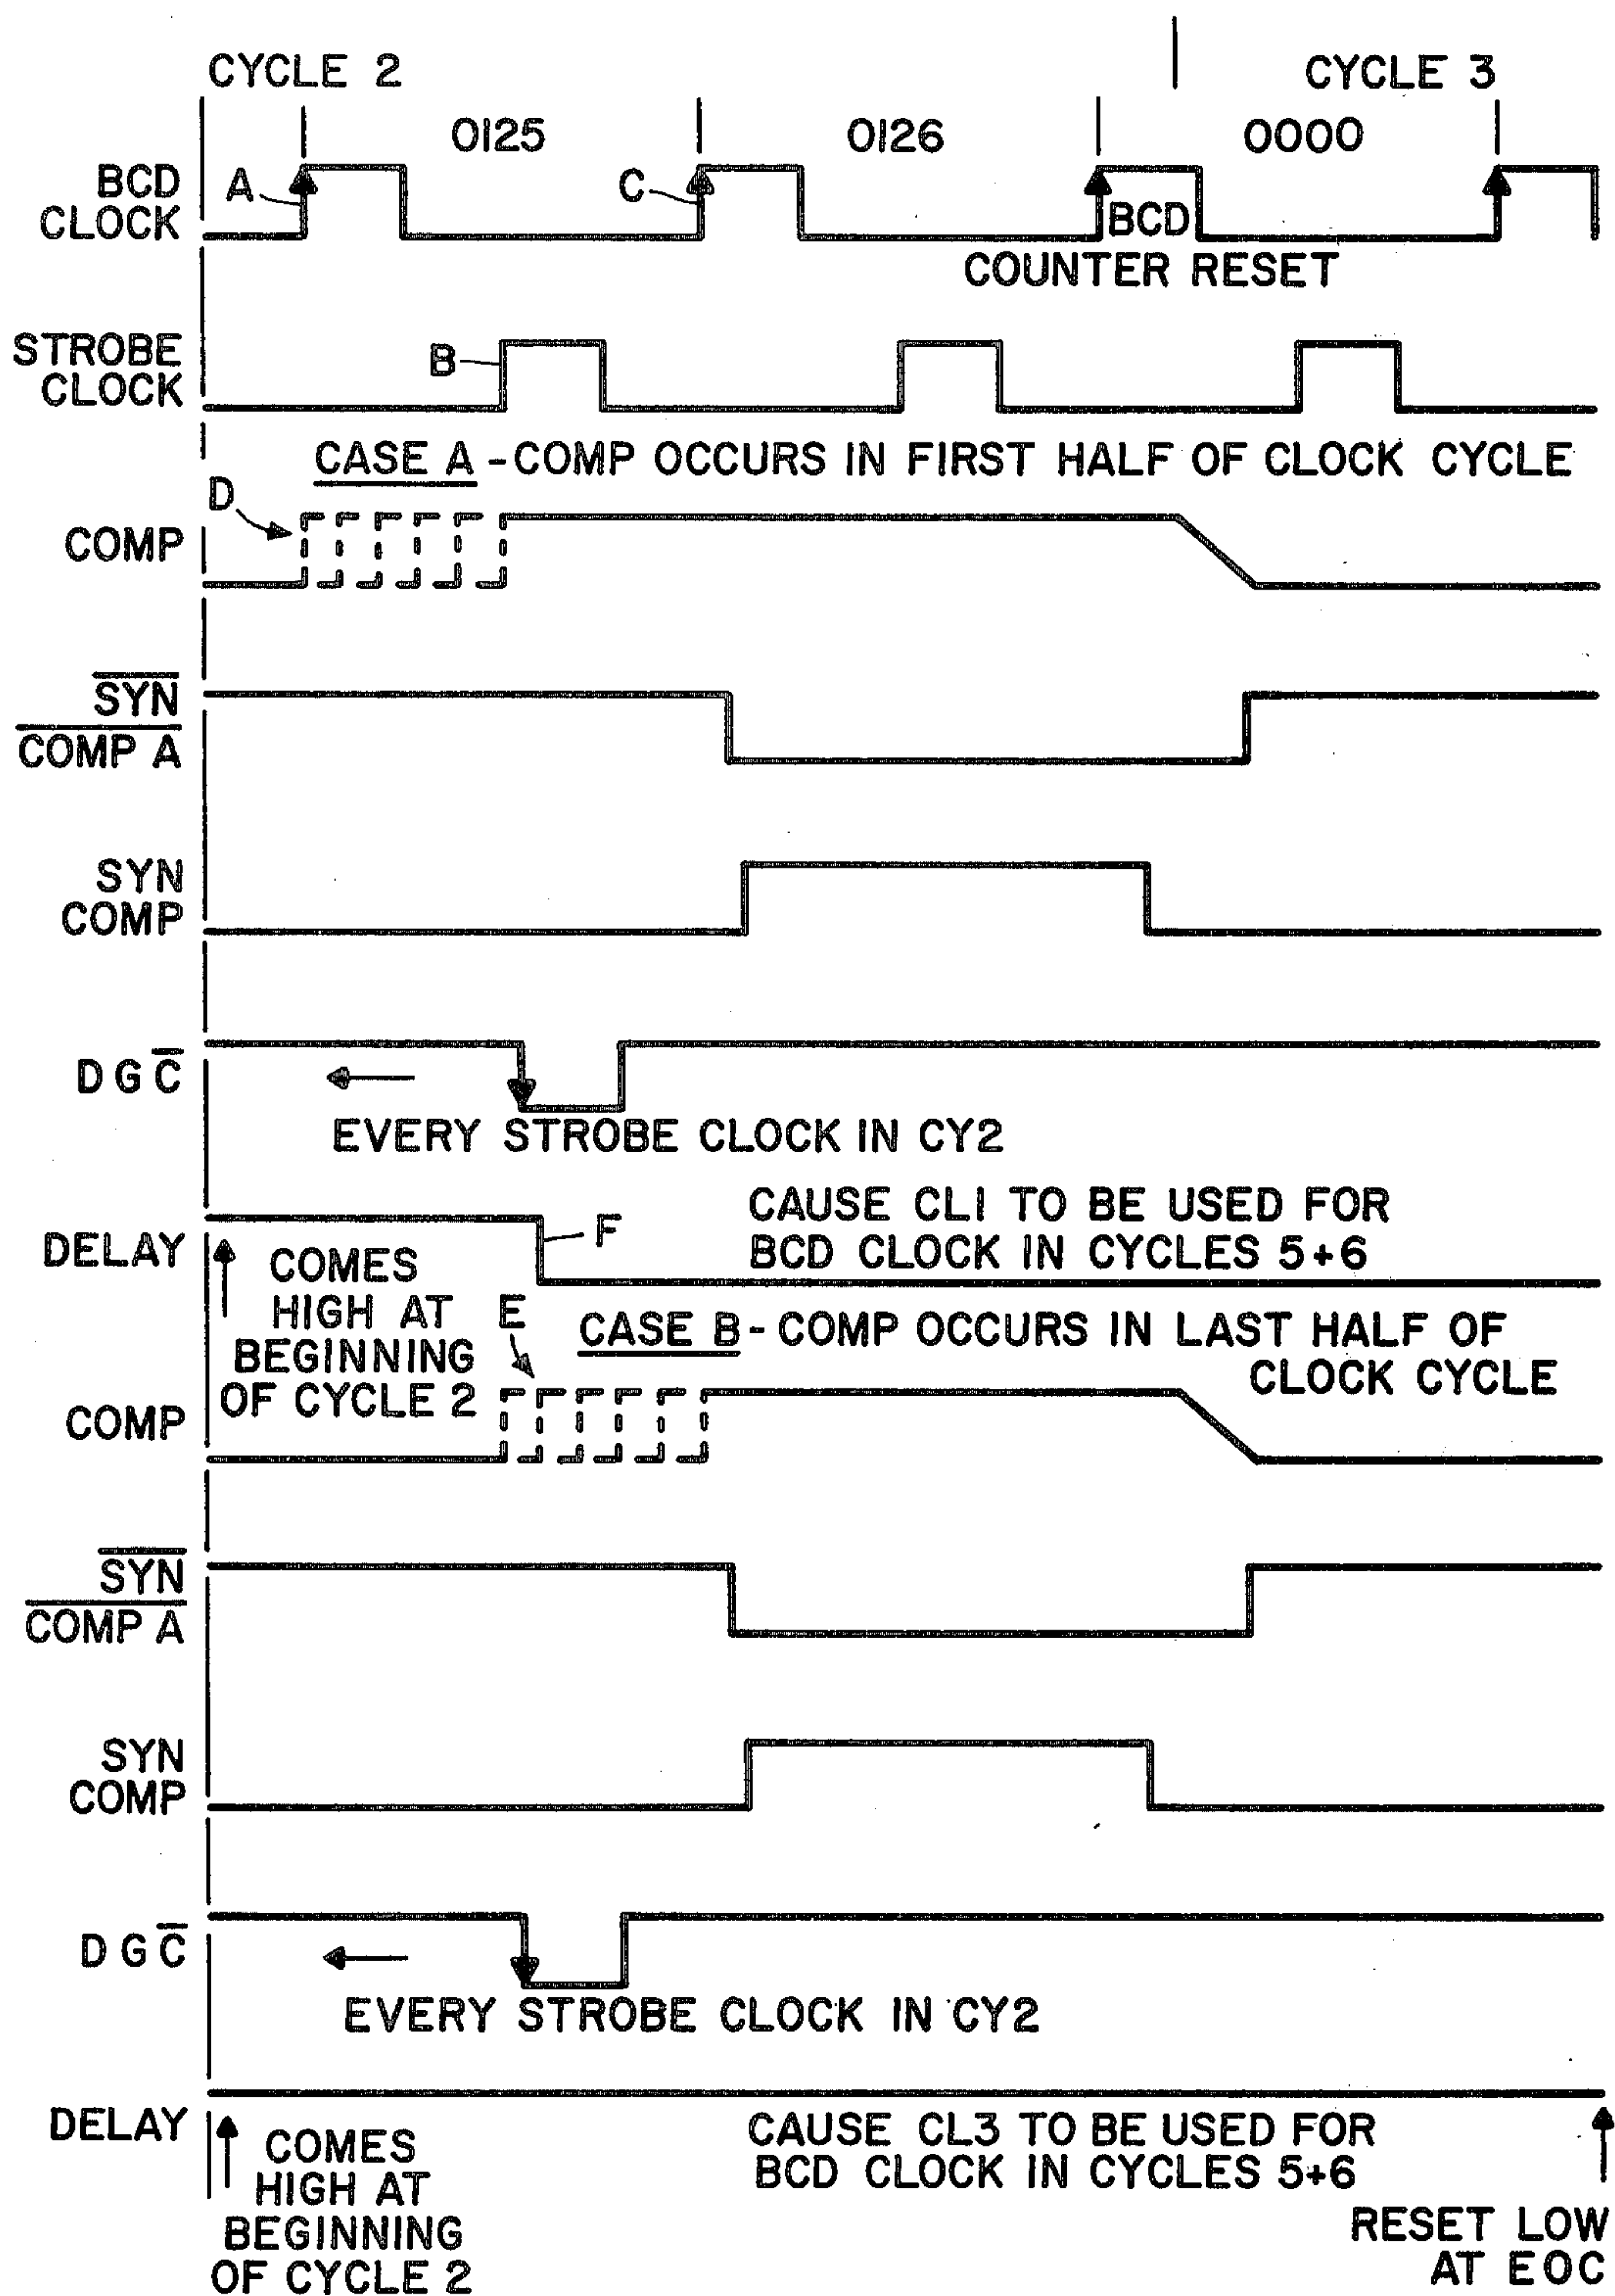 CYCLE 2 CYCLE 3
0125 0126 0000
BCD CLOCK A C BCD
COUNTER RESET
STROBE CLOCK B
CASE A - COMP OCCURS IN FIRST HALF OF CLOCK CYCLE
D
COMP
SYN
COMP A
SYN
COMP
DGC̅
EVERY STROBE CLOCK IN CY2
DELAY
COMES
HIGH AT
BEGINNING
OF CYCLE 2
F
CAUSE CL1 TO BE USED FOR
BCD CLOCK IN CYCLES 5+6
E
CASE B - COMP OCCURS IN LAST HALF OF
CLOCK CYCLE
COMP
SYN
COMP A
SYN
COMP
DGC̅
EVERY STROBE CLOCK IN CY2
DELAY
COMES
HIGH AT
BEGINNING
OF CYCLE 2
CAUSE CL3 TO BE USED FOR
BCD CLOCK IN CYCLES 5+6
RESET LOW
AT EOC